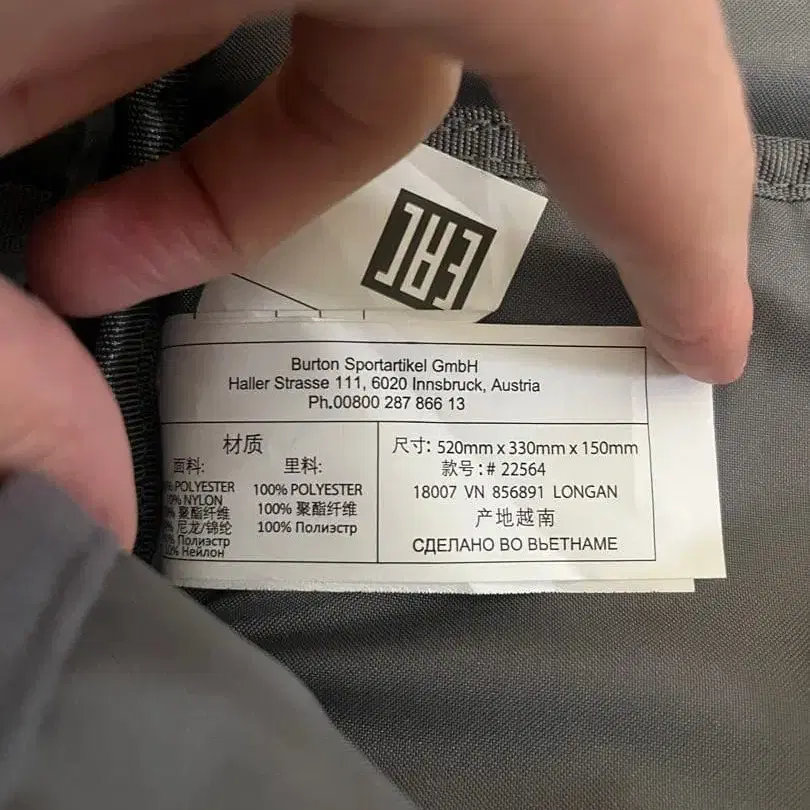 EAC
Burton Sportartikel GmbH
Haller Strasse 111, 6020 Innsbruck, Austria
Ph.00800 287 866 13
材质
面料:
POLYESTER
NYLON
聚酯纤维
尼龙/锦纶
Полиэстр
Нейлон
里料:
100% POLYESTER
100% 聚酯纤维
100% Полиэстр
尺寸: 520mm x 330mm x 150mm
款号: # 22564
18007 VN 856891 LONGAN
产地越南
СДЕЛАНО ВО ВЬЕТНАМЕ